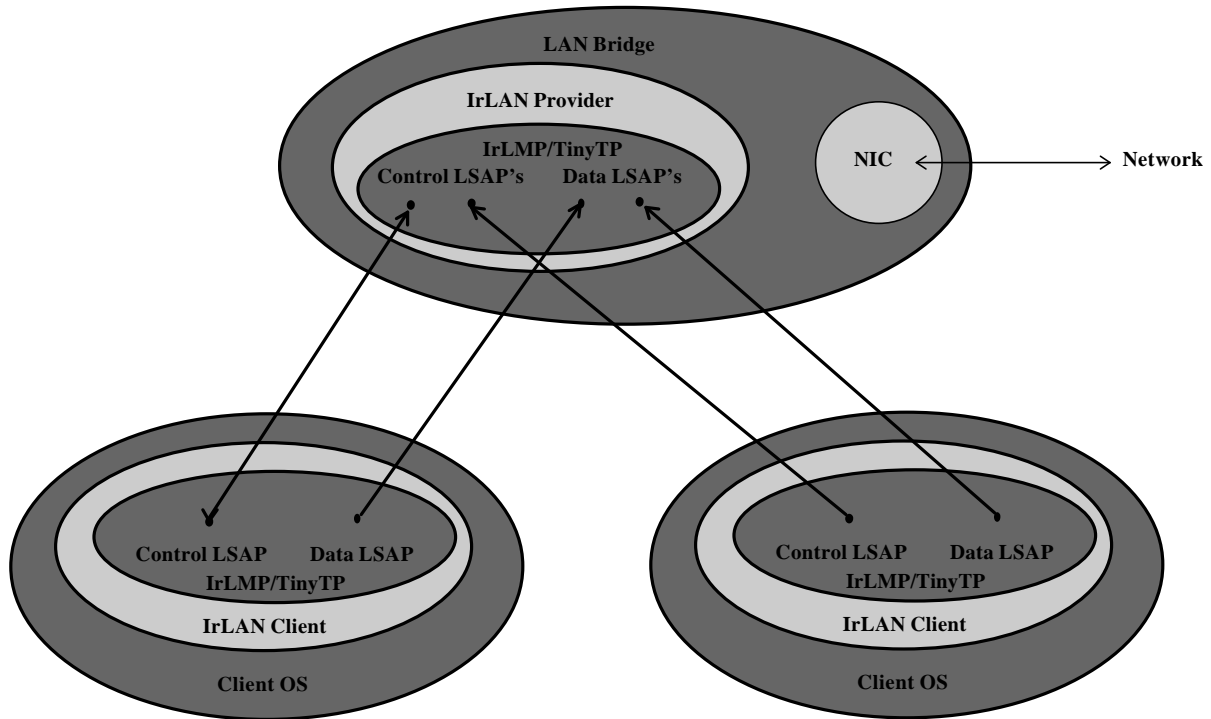 LAN Bridge
IrLAN Provider
IrLMP/TinyTP
Control LSAP's
Data LSAP's
NIC
Network
Control LSAP
Data LSAP
IrLMP/TinyTP
IrLAN Client
Client OS
Control LSAP
Data LSAP
IrLMP/TinyTP
IrLAN Client
Client OS